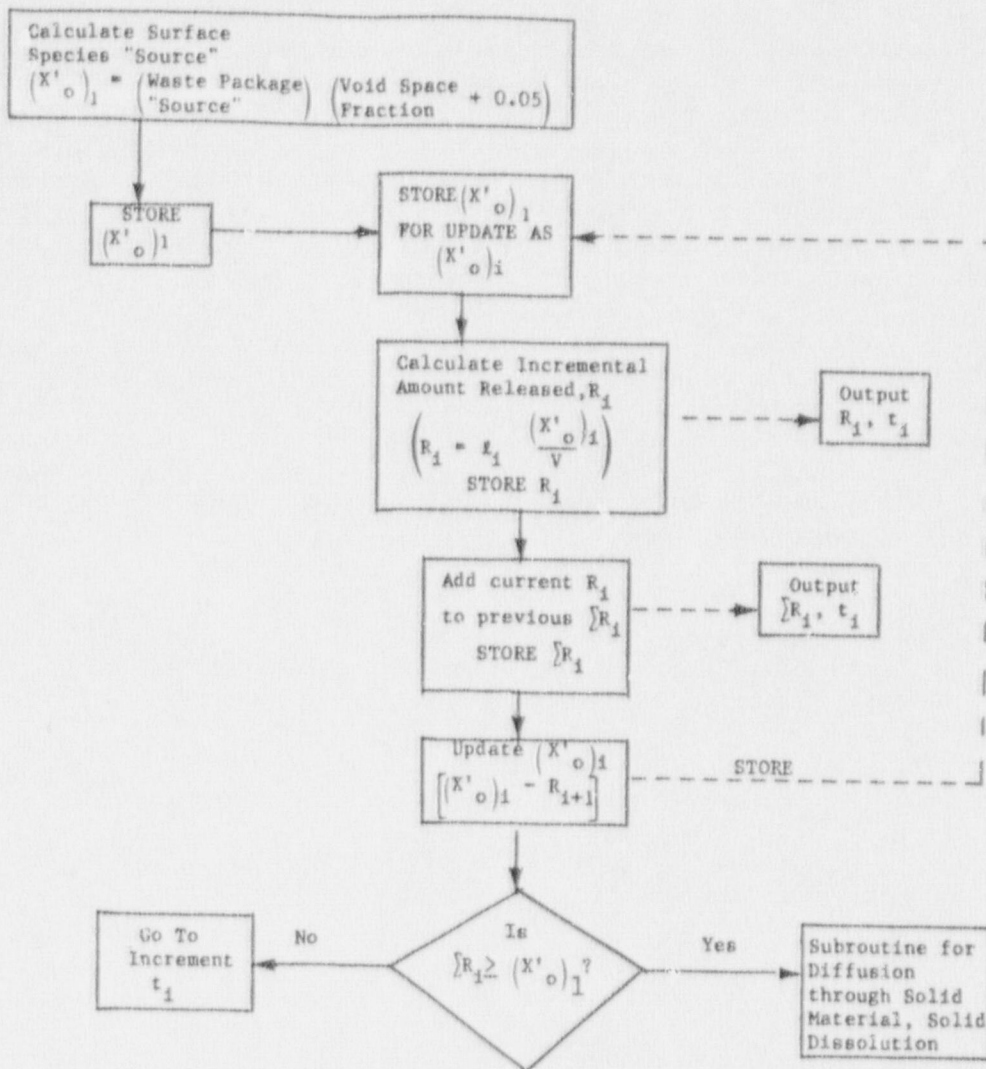 Calculate Surface
Species "Source"
(X'o)1 = (Waste Package "Source") (Void Space Fraction + 0.05)
STORE
(X'o)1
STORE (X'o)1
FOR UPDATE AS
(X'o)i
Calculate Incremental
Amount Released, Ri
(Ri = ℓi (X'o)i / V)
STORE Ri
Output
Ri, ti
Add current Ri
to previous ∑Ri
STORE ∑Ri
Output
∑Ri, ti
Update (X'o)i
[(X'o)i - Ri+1]
STORE
Is
∑Ri ≥ (X'o)1?
No
Go To
Increment
ti
Yes
Subroutine for
Diffusion
through Solid
Material, Solid
Dissolution